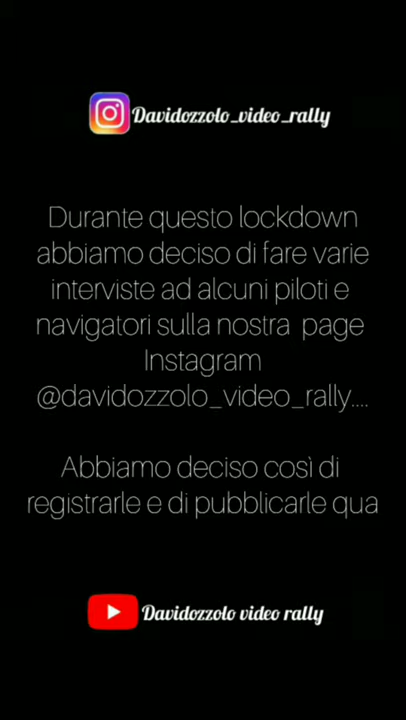 Davidozzolo_video_rally
Durante questo lockdown
abbiamo deciso di fare varie
interviste ad alcuni piloti e
navigatori sulla nostra page
Instagram
@davidozzolo_video_rally....
Abbiamo deciso così di
registrarle e di pubblicarle qua
Davidozzolo video rally